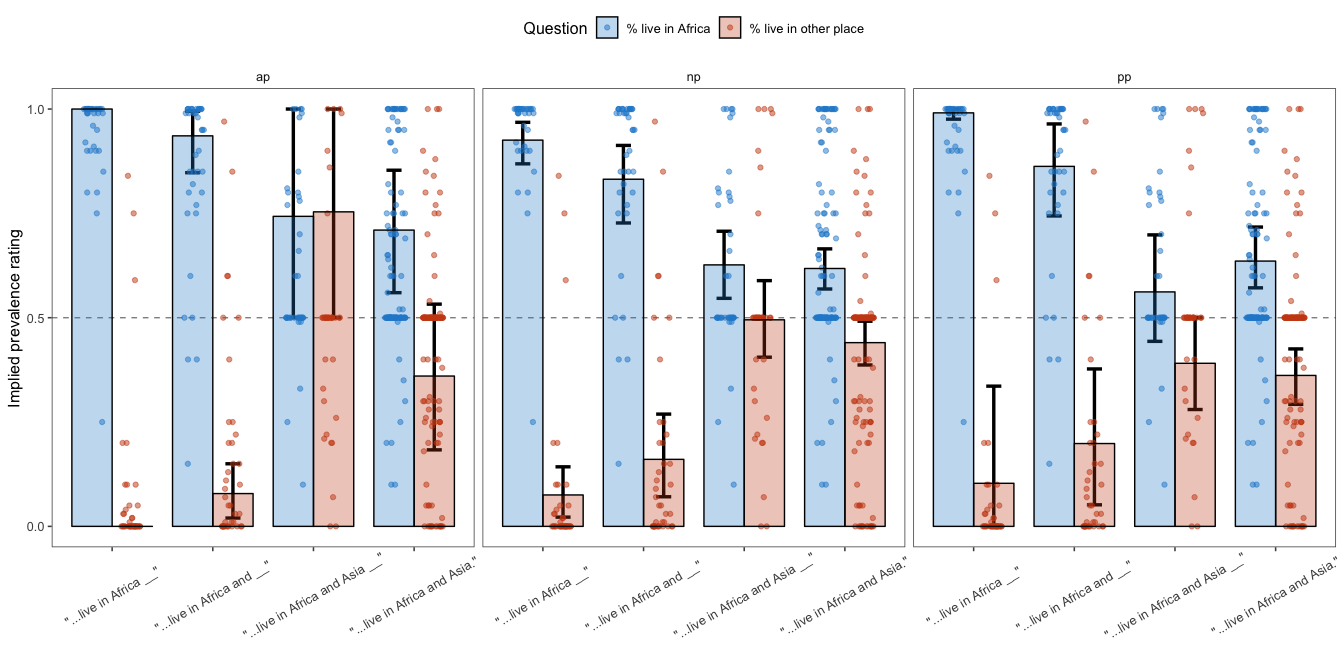 Question % live in Africa % live in other place
ap np pp
Implied prevalence rating
1.0
0.5
0.0
"...live in Africa __"
"...live in Africa and __"
"...live in Africa and Asia __"
"...live in Africa and Asia."
"...live in Africa __"
"...live in Africa and __"
"...live in Africa and Asia __"
"...live in Africa and Asia."
"...live in Africa __"
"...live in Africa and __"
"...live in Africa and Asia __"
"...live in Africa and Asia."